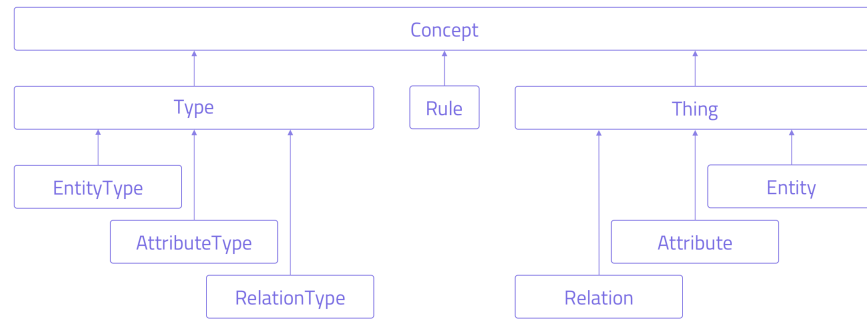 Concept
Type
Rule
Thing
EntityType
Entity
AttributeType
Attribute
RelationType
Relation